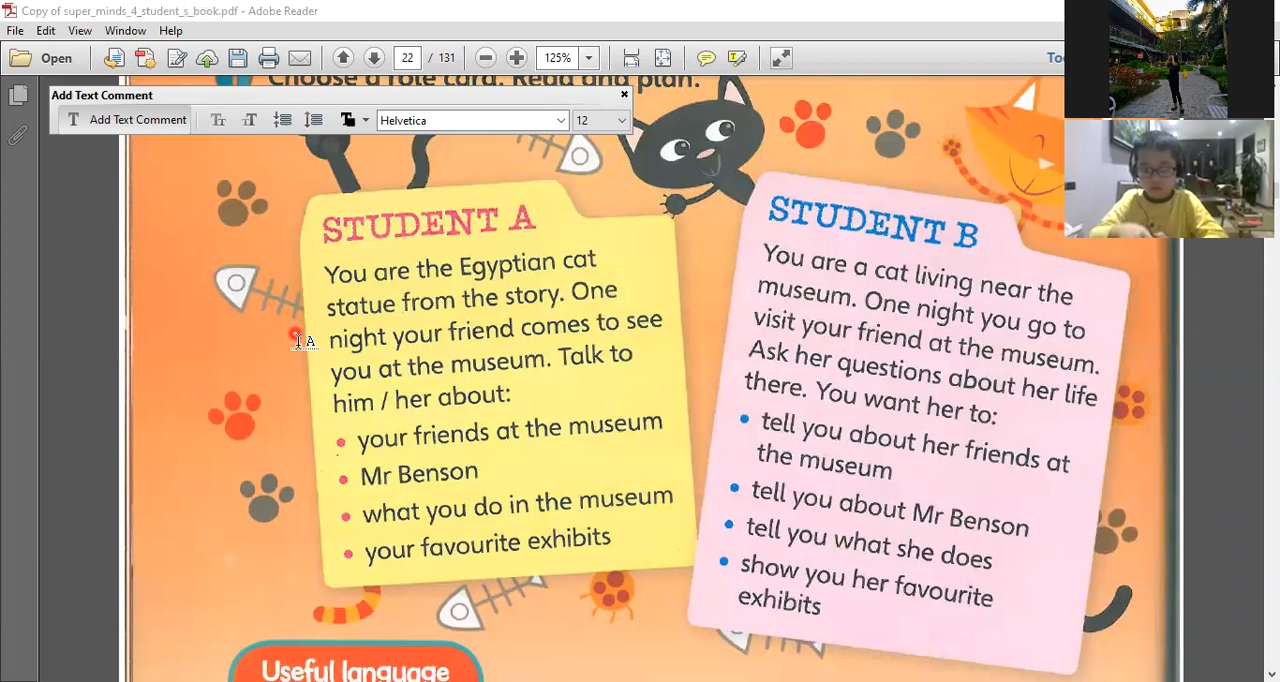 Copy of super_minds_4_student_s_book.pdf - Adobe Reader
File Edit View Window Help
Open 22 / 131 125%
Choose a role card. Read and plan.
Add Text Comment
T Add Text Comment Helvetica 12
STUDENT A
You are the Egyptian cat
statue from the story. One
night your friend comes to see
you at the museum. Talk to
him / her about:
• your friends at the museum
• Mr Benson
• what you do in the museum
• your favourite exhibits
STUDENT B
You are a cat living near the
museum. One night you go to
visit your friend at the museum.
Ask her questions about her life
there. You want her to:
• tell you about her friends at
the museum
• tell you about Mr Benson
• tell you what she does
• show you her favourite
exhibits
Useful language